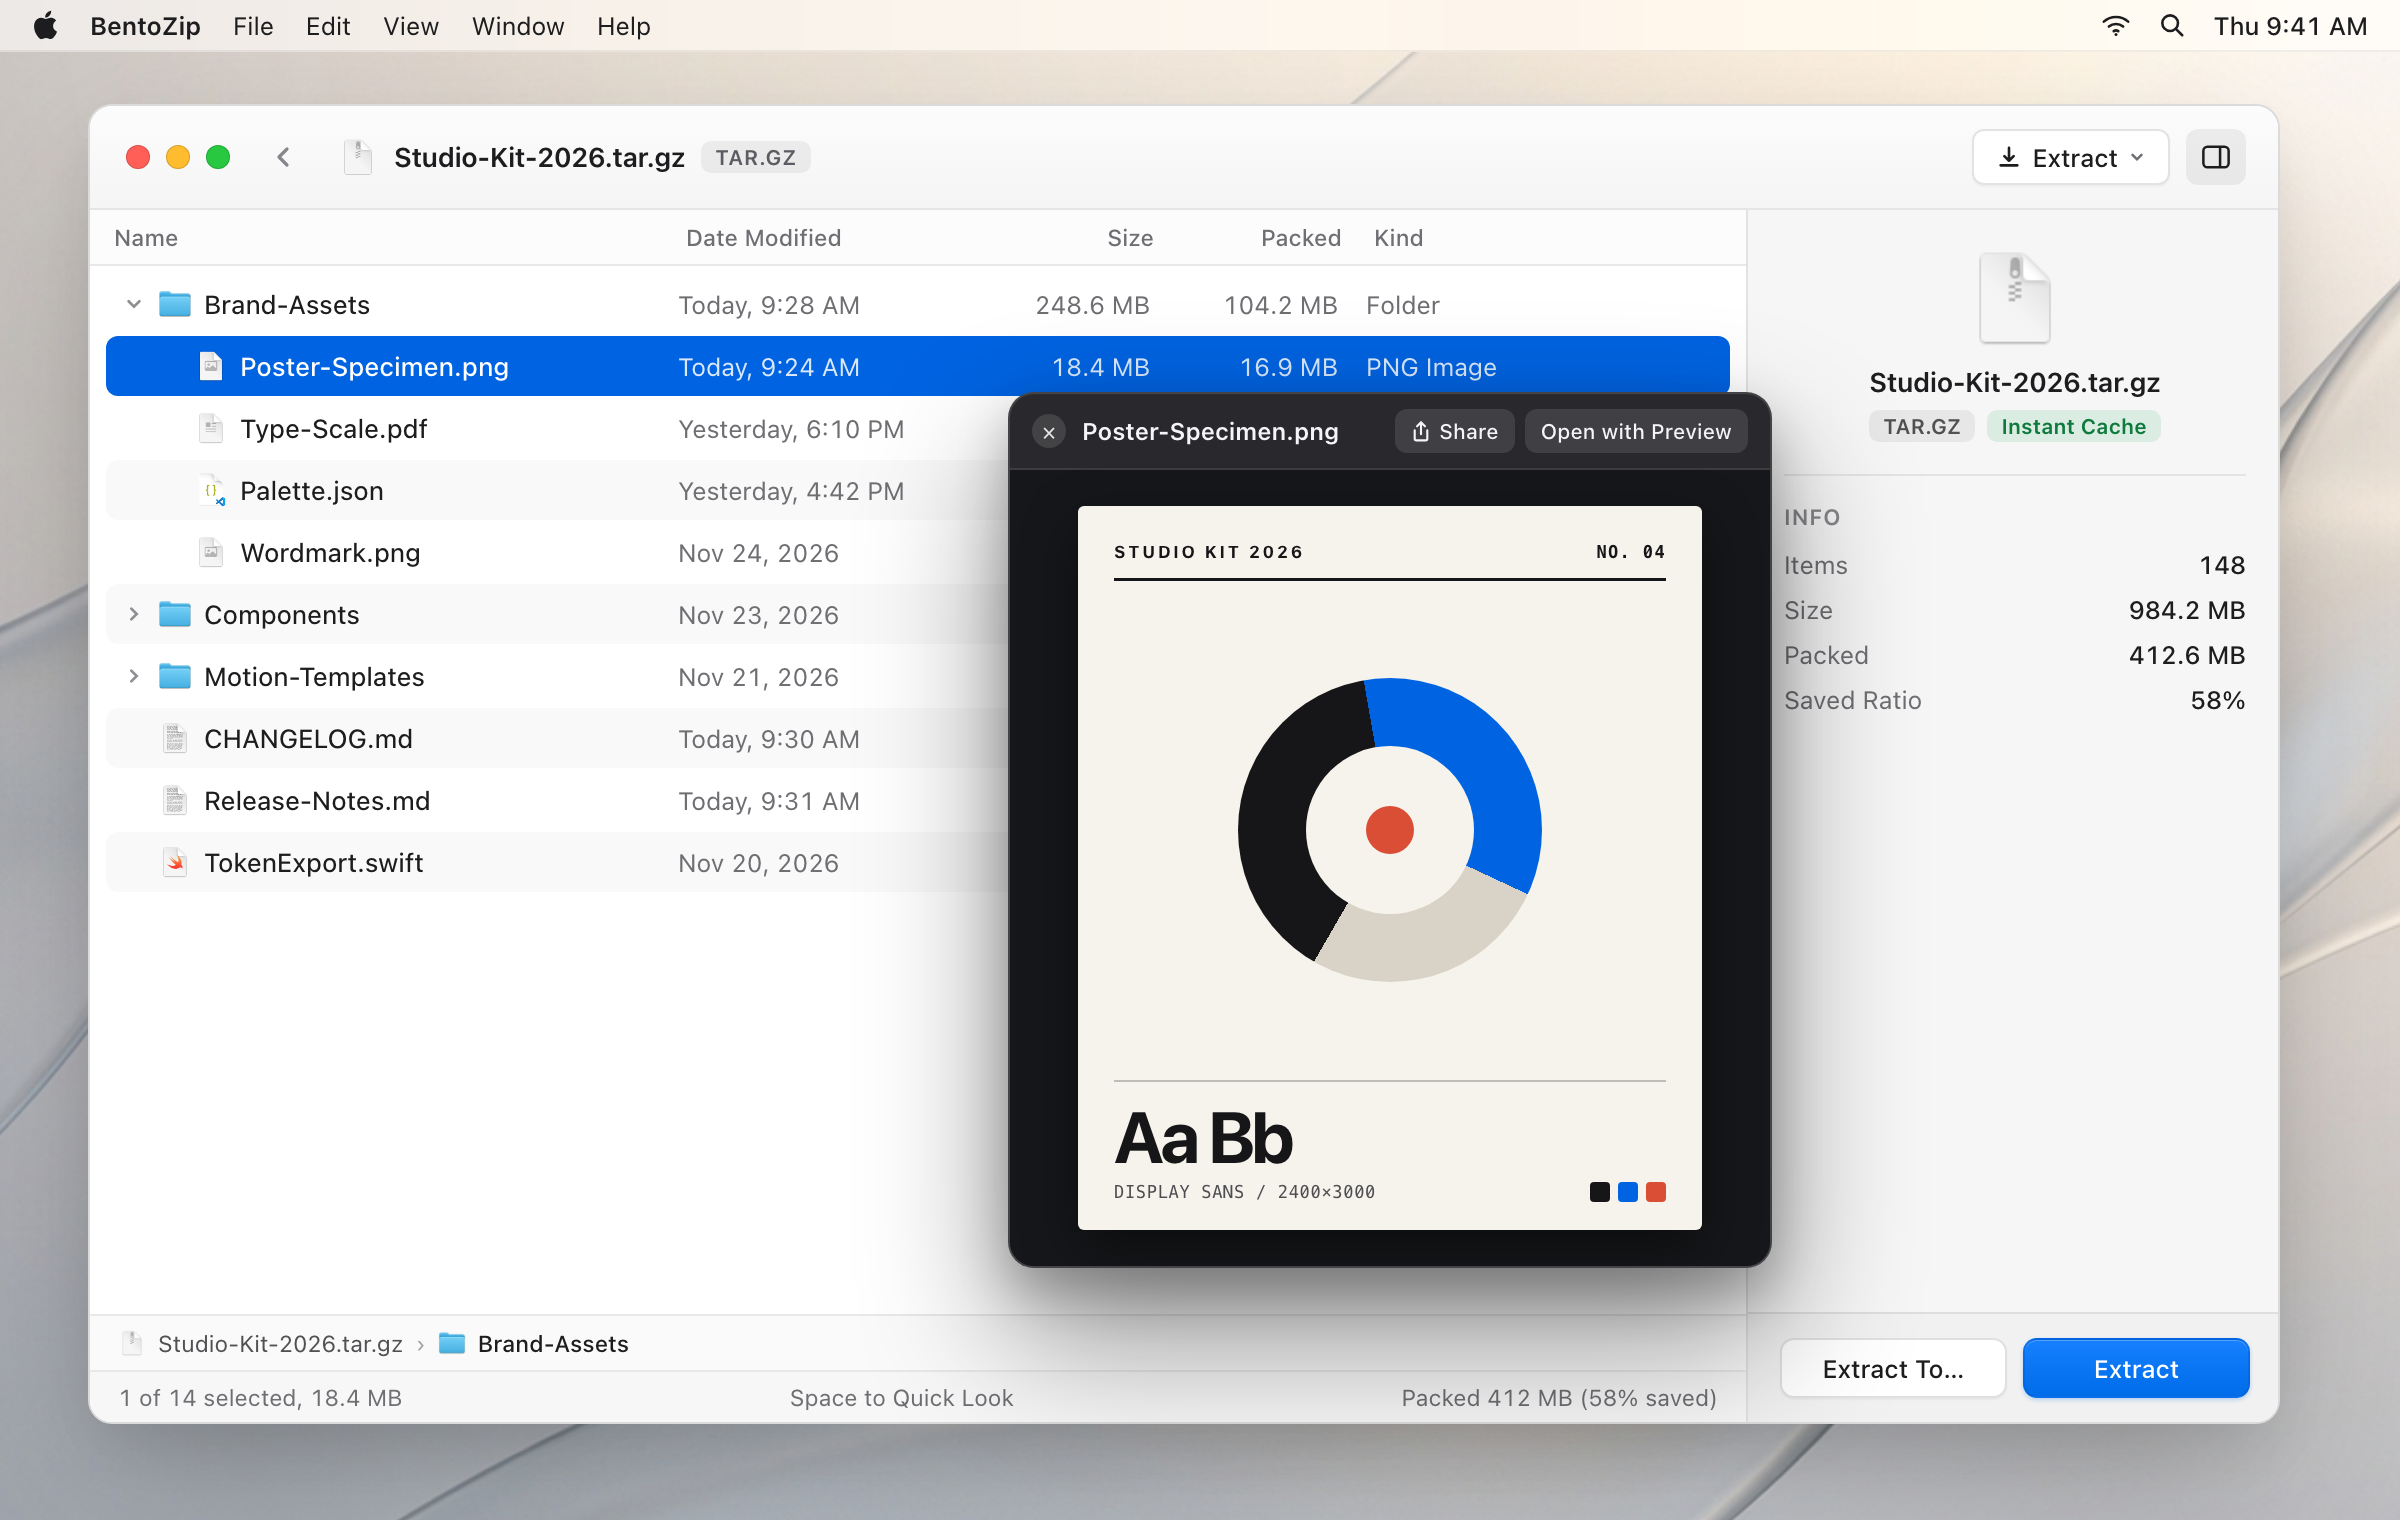 BentoZip File Edit View Window Help Thu 9:41 AM
Studio-Kit-2026.tar.gz TAR.GZ Extract
Name Date Modified Size Packed Kind
Brand-Assets Today, 9:28 AM 248.6 MB 104.2 MB Folder
Poster-Specimen.png Today, 9:24 AM 18.4 MB 16.9 MB PNG Image
Type-Scale.pdf Yesterday, 6:10 PM
Palette.json Yesterday, 4:42 PM
Wordmark.png Nov 24, 2026
Components Nov 23, 2026
Motion-Templates Nov 21, 2026
CHANGELOG.md Today, 9:30 AM
Release-Notes.md Today, 9:31 AM
TokenExport.swift Nov 20, 2026
Poster-Specimen.png Share Open with Preview
STUDIO KIT 2026 NO. 04
Aa Bb
DISPLAY SANS / 2400×3000
Studio-Kit-2026.tar.gz
TAR.GZ Instant Cache
INFO
Items 148
Size 984.2 MB
Packed 412.6 MB
Saved Ratio 58%
Studio-Kit-2026.tar.gz › Brand-Assets
1 of 14 selected, 18.4 MB Space to Quick Look Packed 412 MB (58% saved)
Extract To... Extract